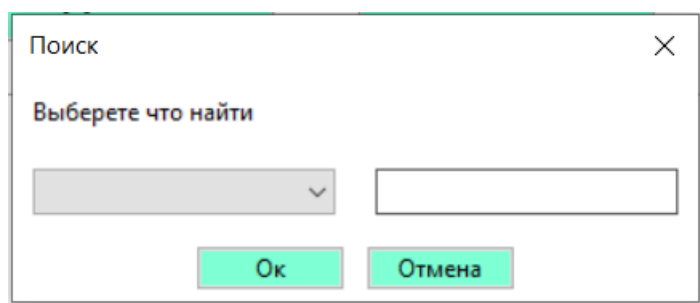 Поиск
Выберете что найти
Ок
Отмена